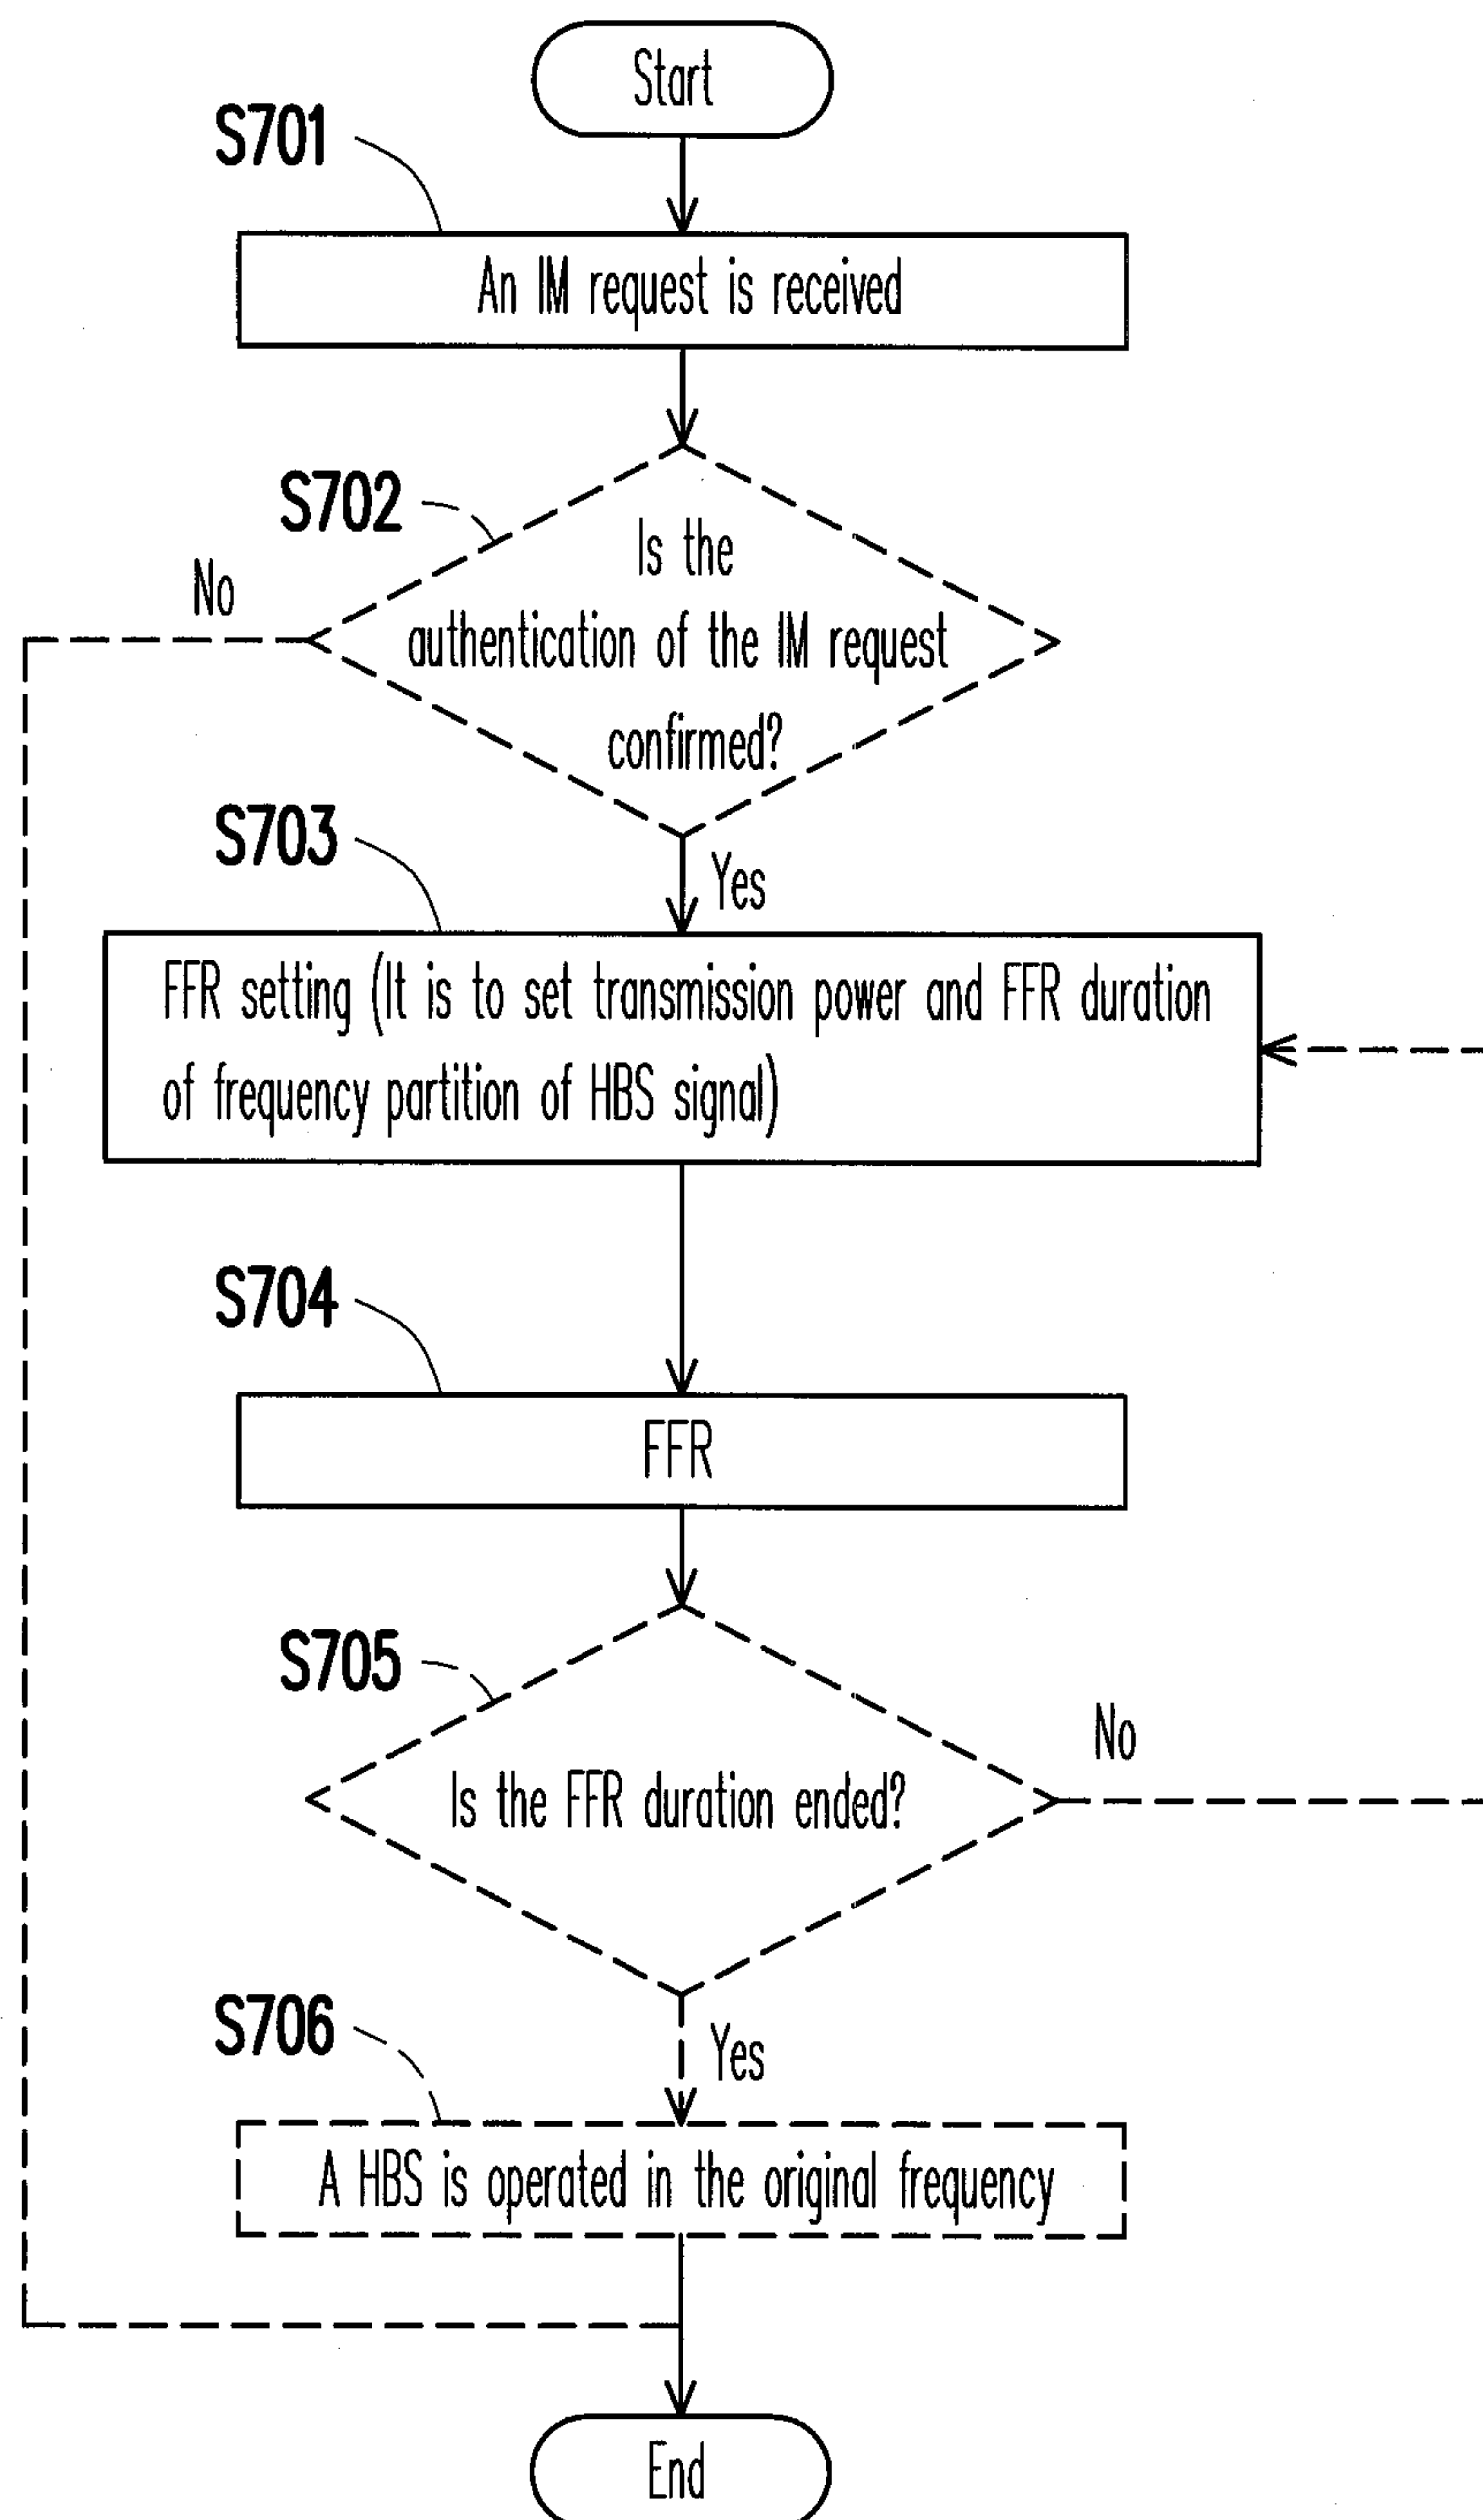 Start
S701
An IM request is received
S702
Is the
No
authentication of the IM request
confirmed?
S703
Yes
FFR setting (It is to set transmission power and FFR duration
of frequency partition of HBS signal)
S704
FFR
S705
No
Is the FFR duration ended?
S706
Yes
A HBS is operated in the original frequency
End